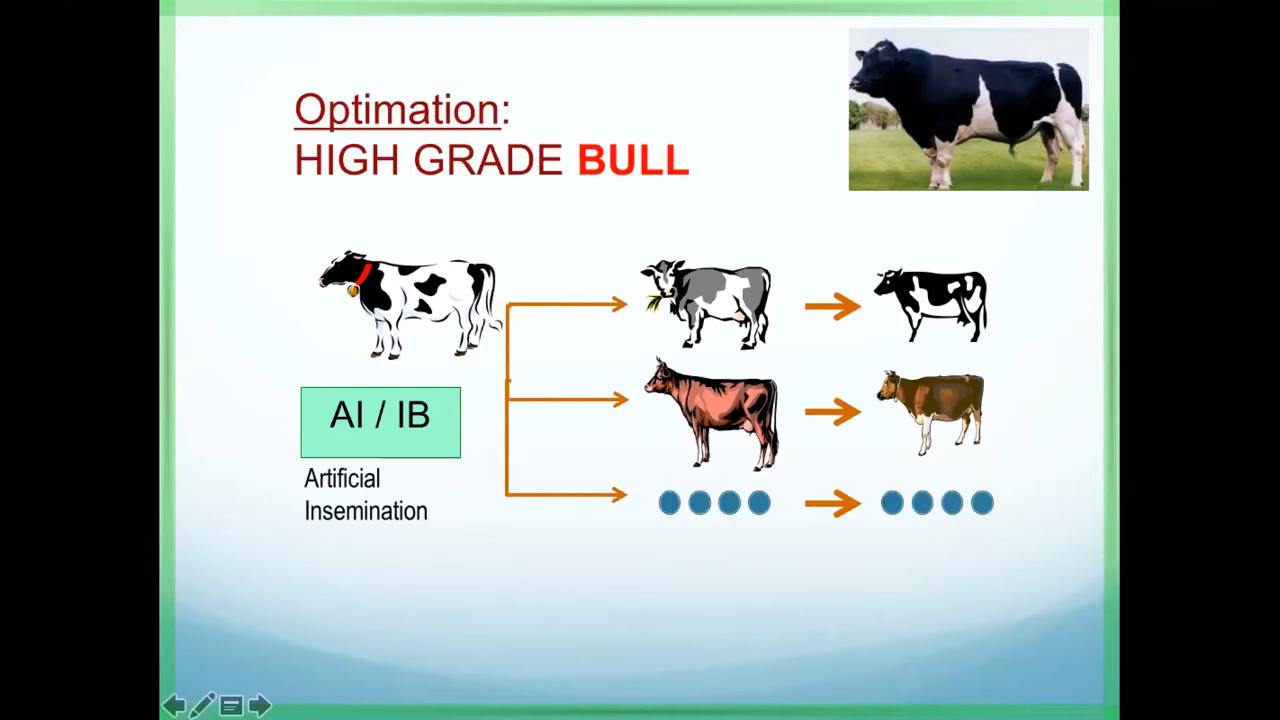 Optimation:
HIGH GRADE BULL
AI / IB
Artificial
Insemination